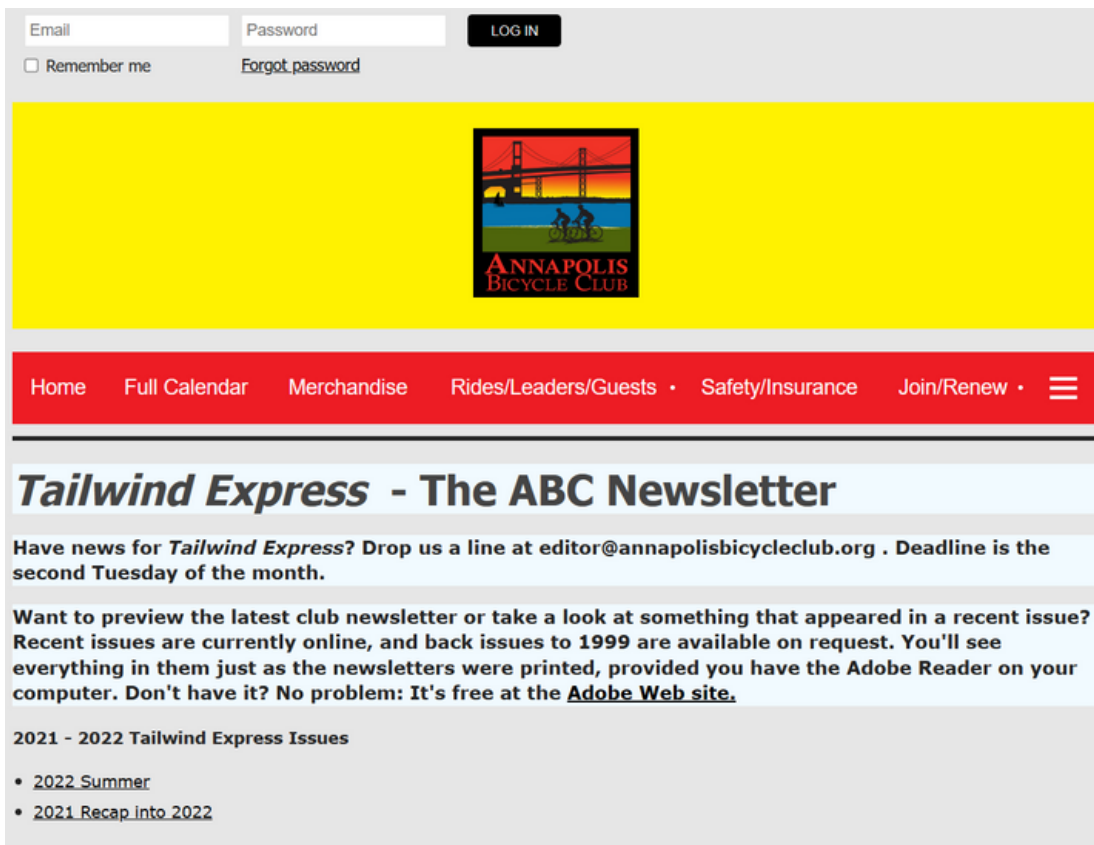 Email Password LOG IN
Remember me Forgot password
ANNAPOLIS
BICYCLE CLUB
Home Full Calendar Merchandise Rides/Leaders/Guests • Safety/Insurance Join/Renew •
Tailwind Express - The ABC Newsletter
Have news for Tailwind Express? Drop us a line at editor@annapolisbicycleclub.org . Deadline is the
second Tuesday of the month.
Want to preview the latest club newsletter or take a look at something that appeared in a recent issue?
Recent issues are currently online, and back issues to 1999 are available on request. You'll see
everything in them just as the newsletters were printed, provided you have the Adobe Reader on your
computer. Don't have it? No problem: It's free at the Adobe Web site.
2021 - 2022 Tailwind Express Issues
• 2022 Summer
• 2021 Recap into 2022